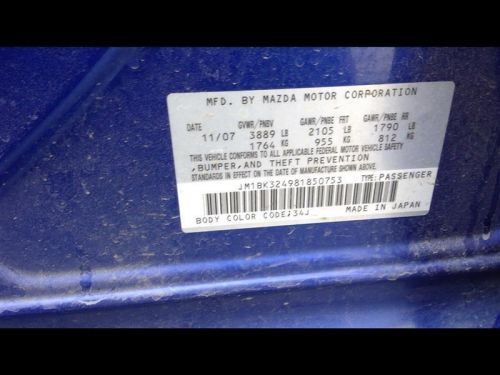 MFD. BY MAZDA MOTOR CORPORATION
DATE GVWR/PNBV GAWR/PNBE FRT GAWR/PNBE RR
11/07 3889 LB 2105 LB 1790 LB
1764 KG 955 KG 812 KG
THIS VEHICLE CONFORMS TO ALL APPLICABLE FEDERAL MOTOR VEHICLE SAFETY
,BUMPER,AND THEFT PREVENTION
STANDARDS IN EFFECT ON THE DATE OF MANUFACTURE SHOWN ABOVE.
JM1BK324981850753 TYPE:PASSENGER
BODY COLOR CODE;34J MADE IN JAPAN